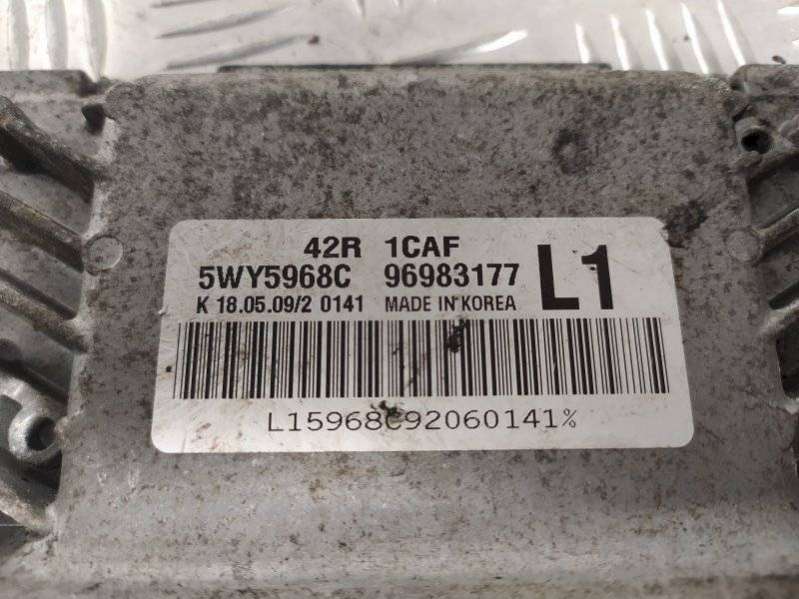 42R 1CAF
5WY5968C 96983177 L1
K 18.05.09/2 0141 MADE IN KOREA
L15968C92060141%